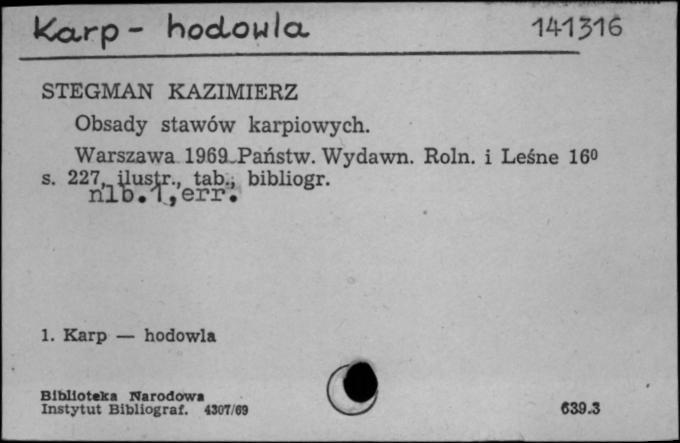 Karp - hodowla 141316
STEGMAN KAZIMIERZ
Obsady stawów karpiowych.
Warszawa 1969 Państw. Wydawn. Roln. i Leśne 16⁰
s. 227, ilustr., tab., bibliogr.
nlb.1,err.
1. Karp — hodowla
Biblioteka Narodowa
Instytut Bibliograf. 4307/69 639.3